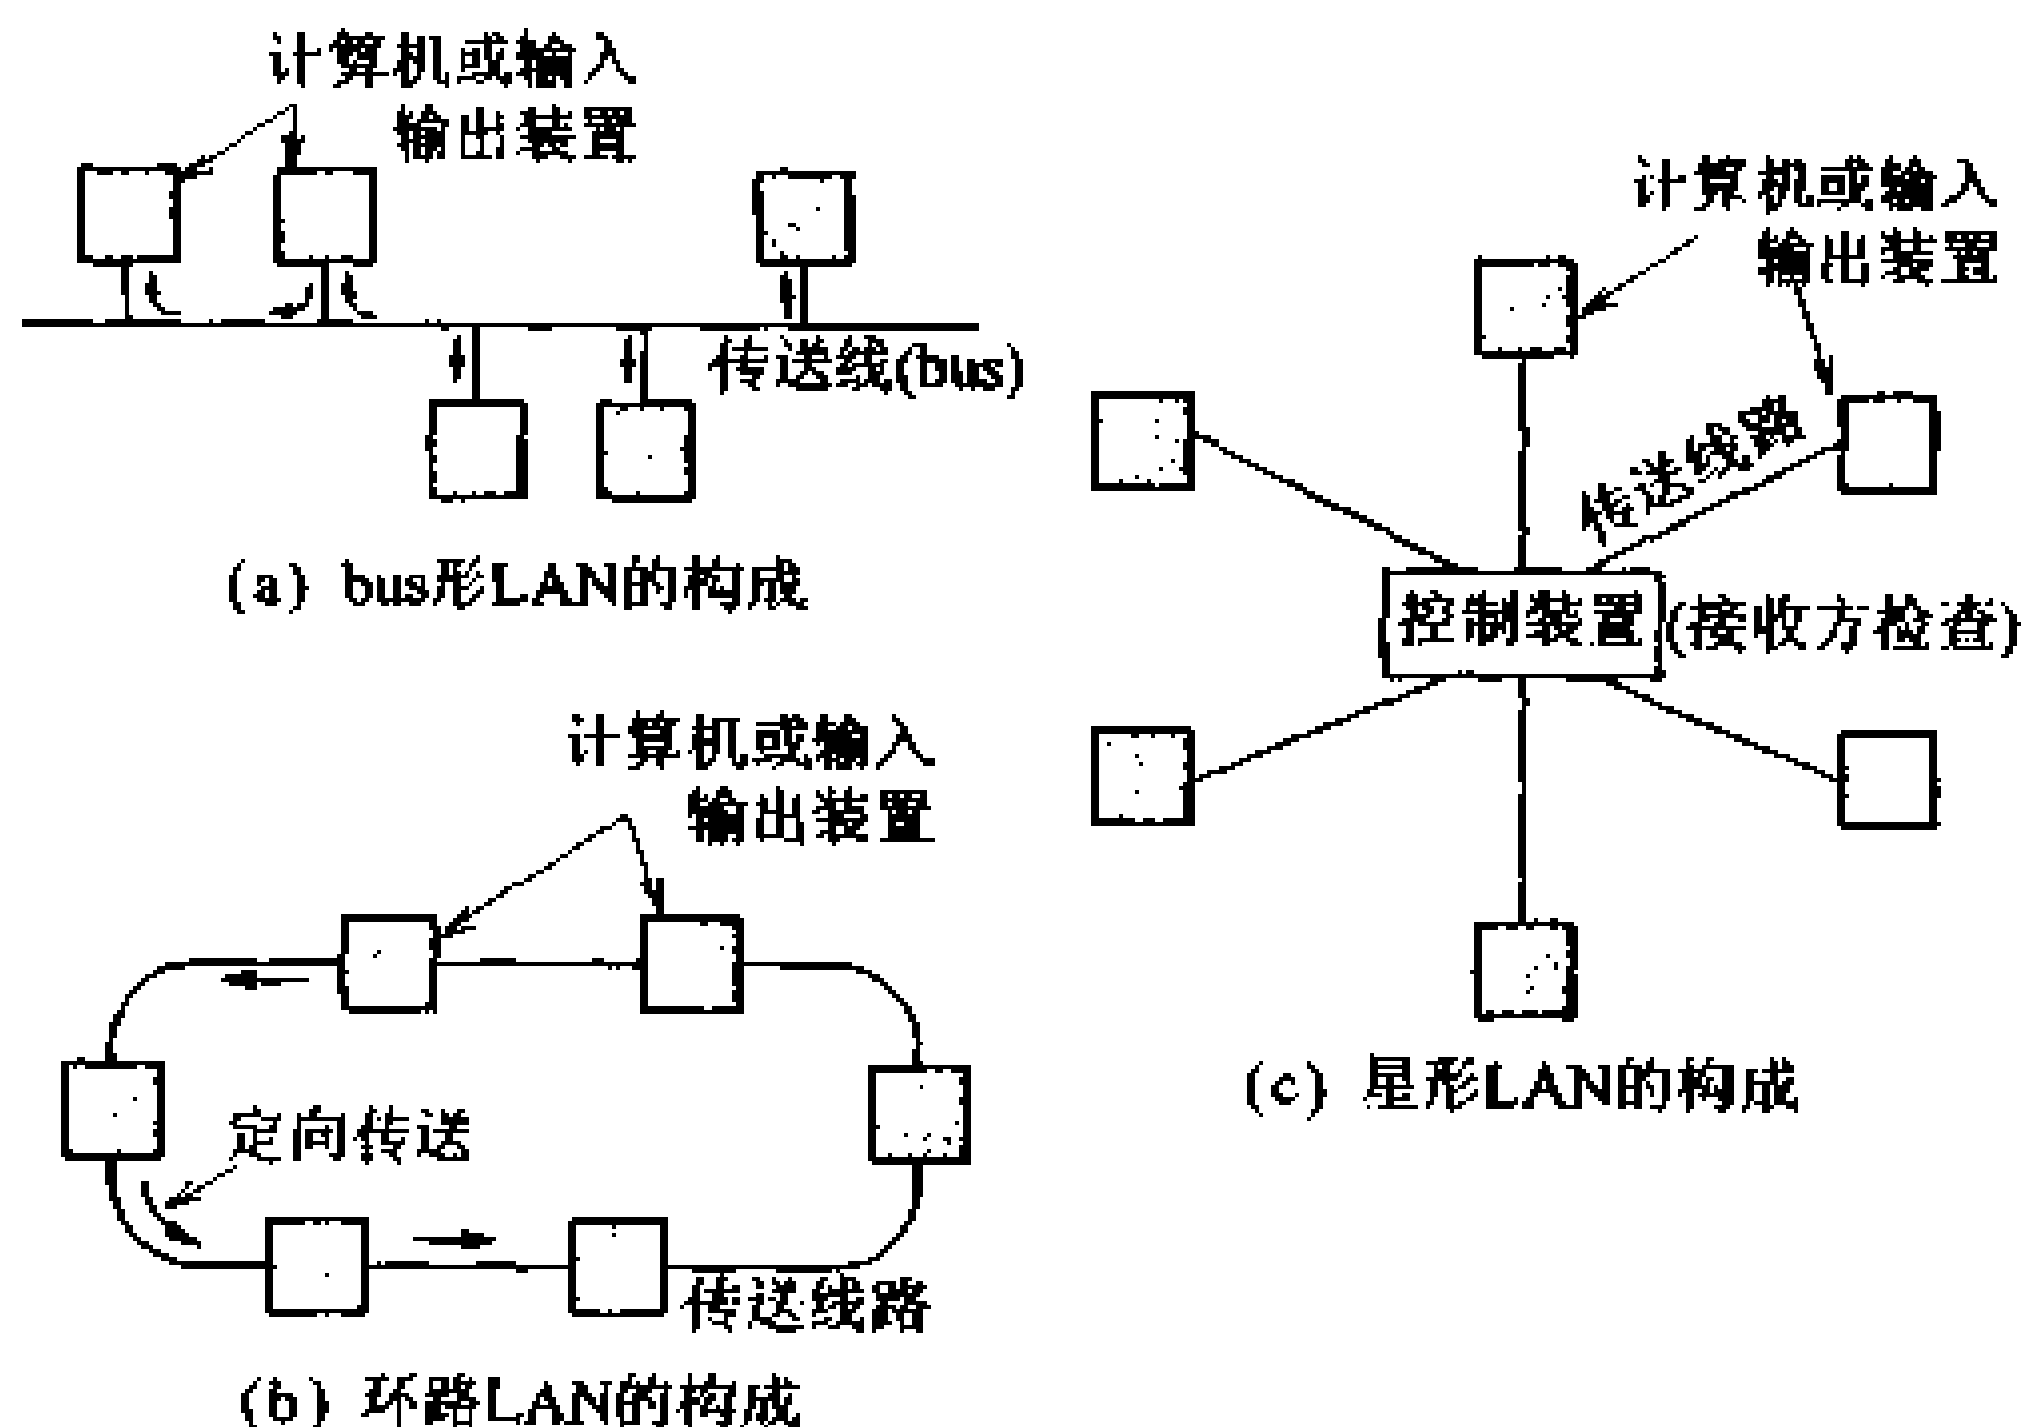 计算机或输入
输出装置
传送线(bus)
(a) bus形LAN的构成
计算机或输入
输出装置
定向传送
传送线路
(b) 环路LAN的构成
计算机或输入
输出装置
传送线路
控制装置(接收方检查)
(c) 星形LAN的构成